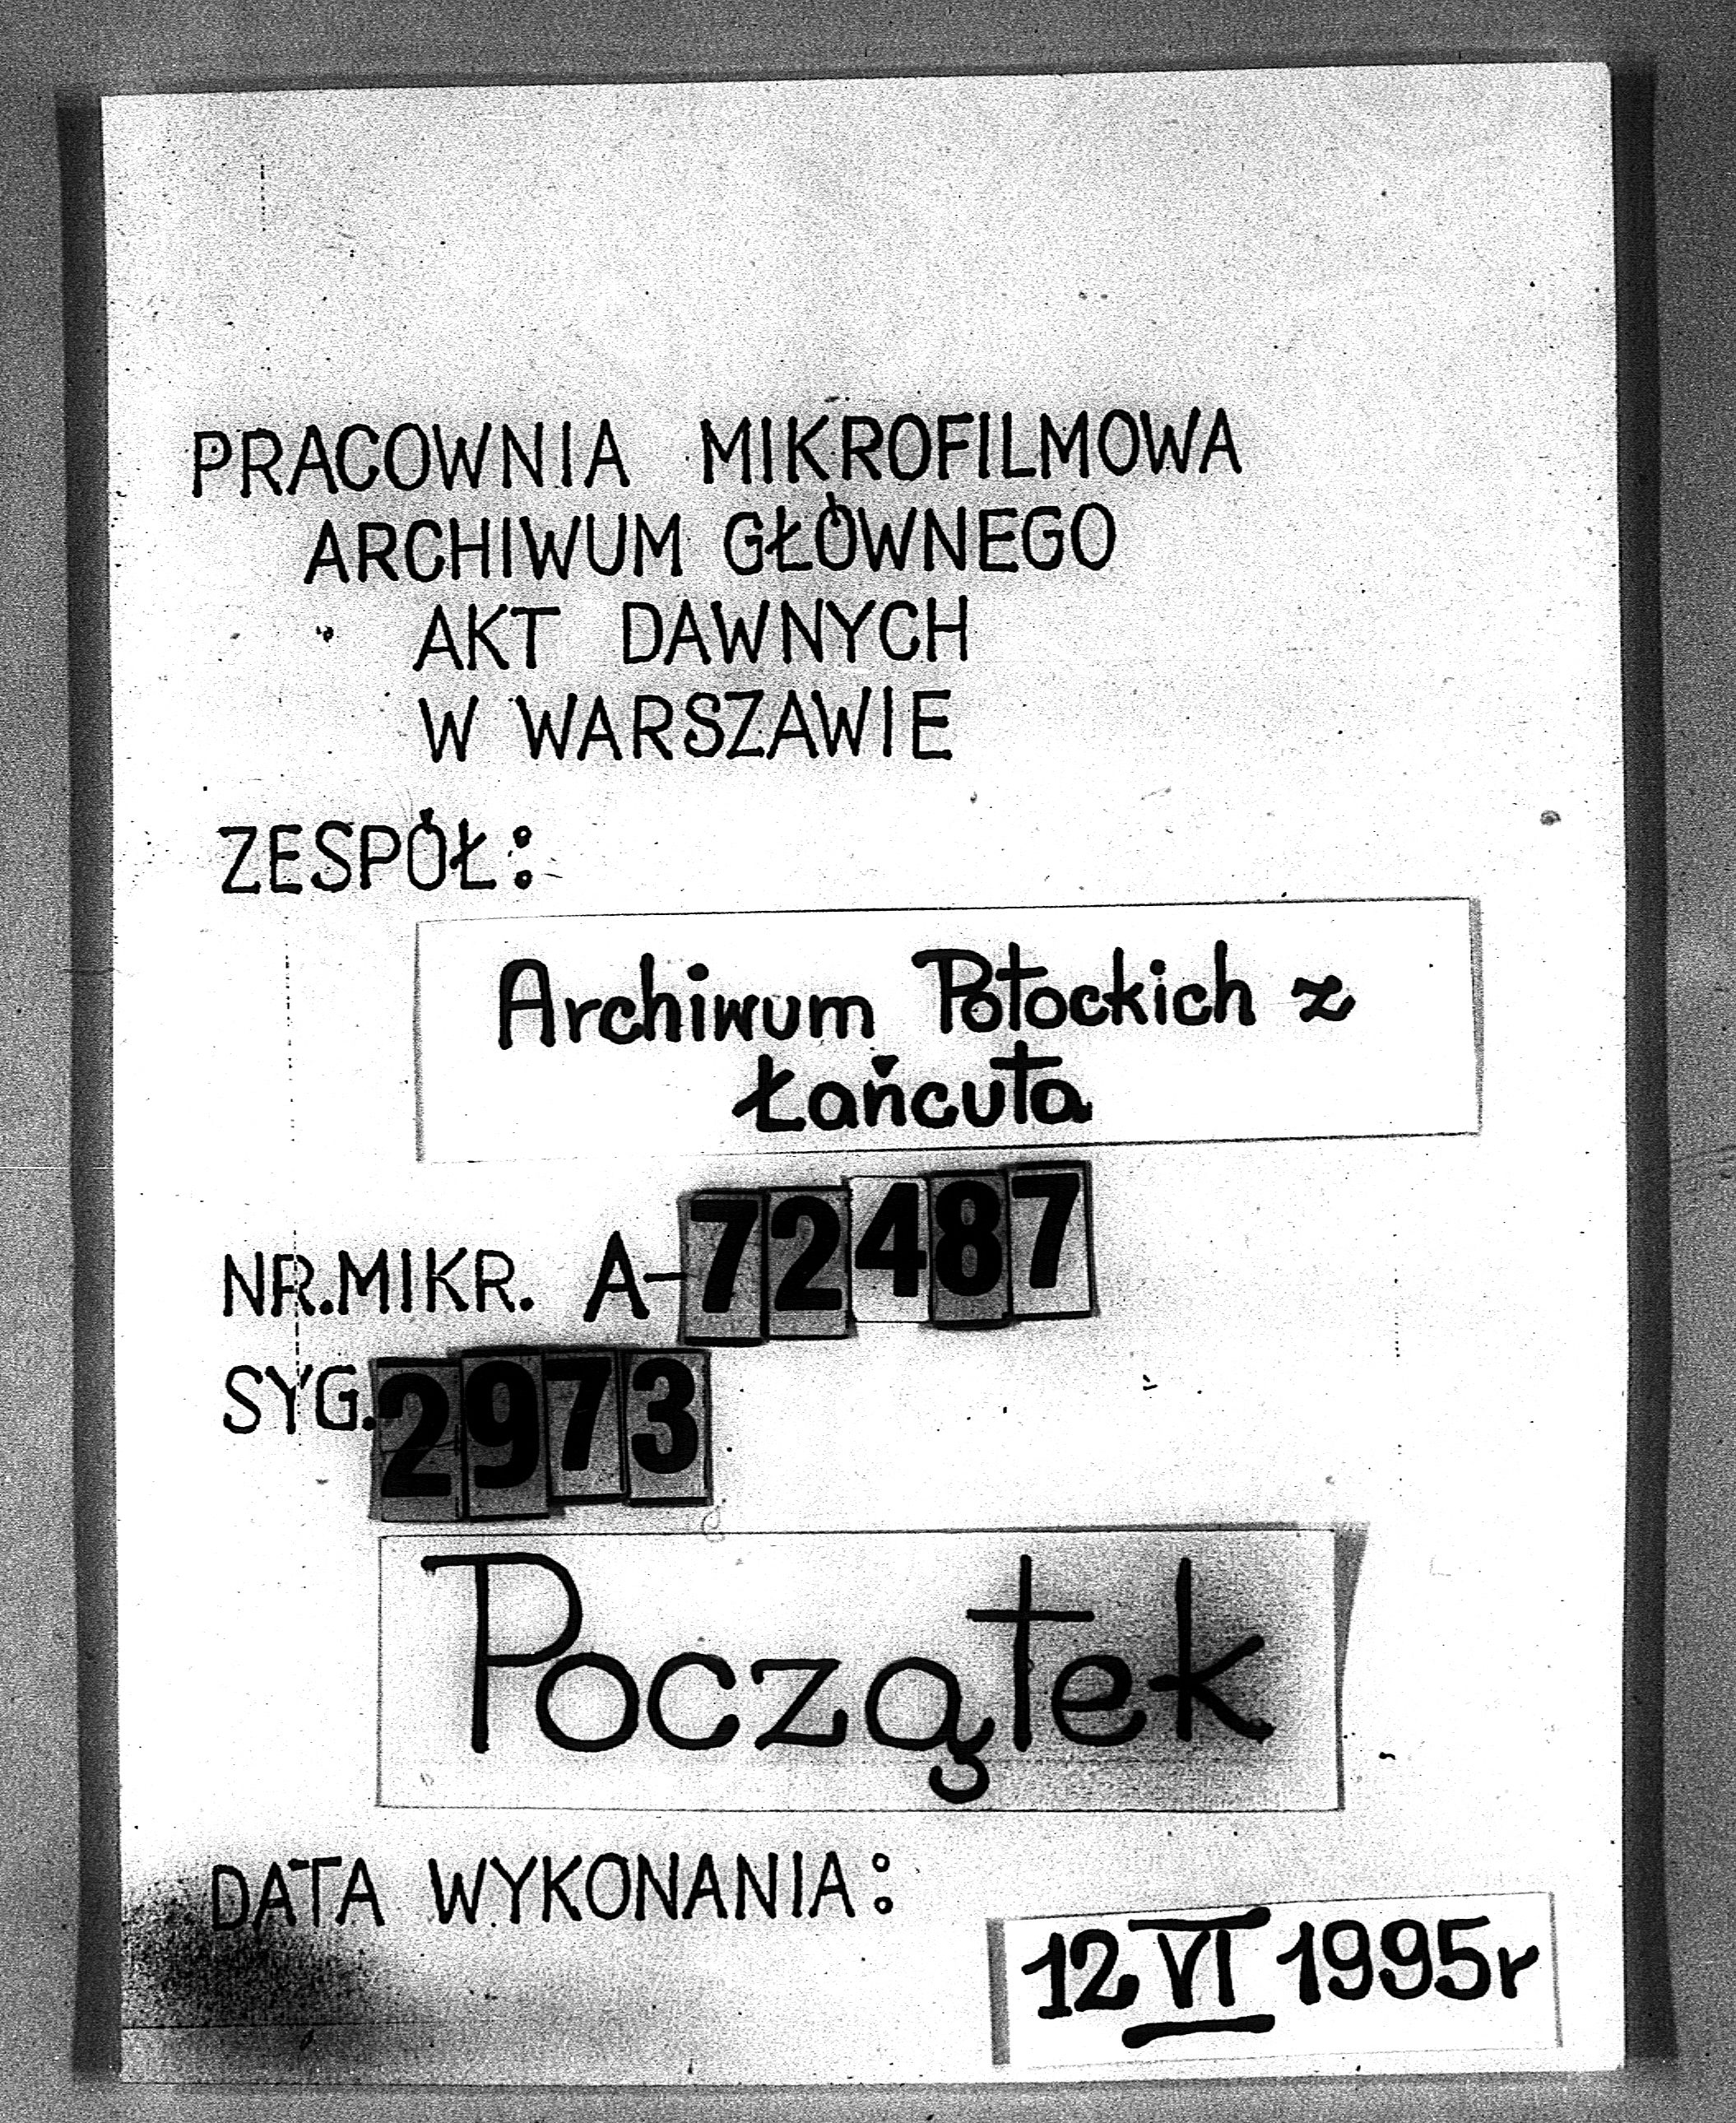 PRACOWNIA MIKROFILMOWA
ARCHIWUM GŁÓWNEGO
AKT DAWNYCH
W WARSZAWIE
ZESPÓŁ:
Archiwum Potockich z
Łańcuta
NR.MIKR. A-72487
SYG. 2973
Początek
DATA WYKONANIA:
12 VI 1995r